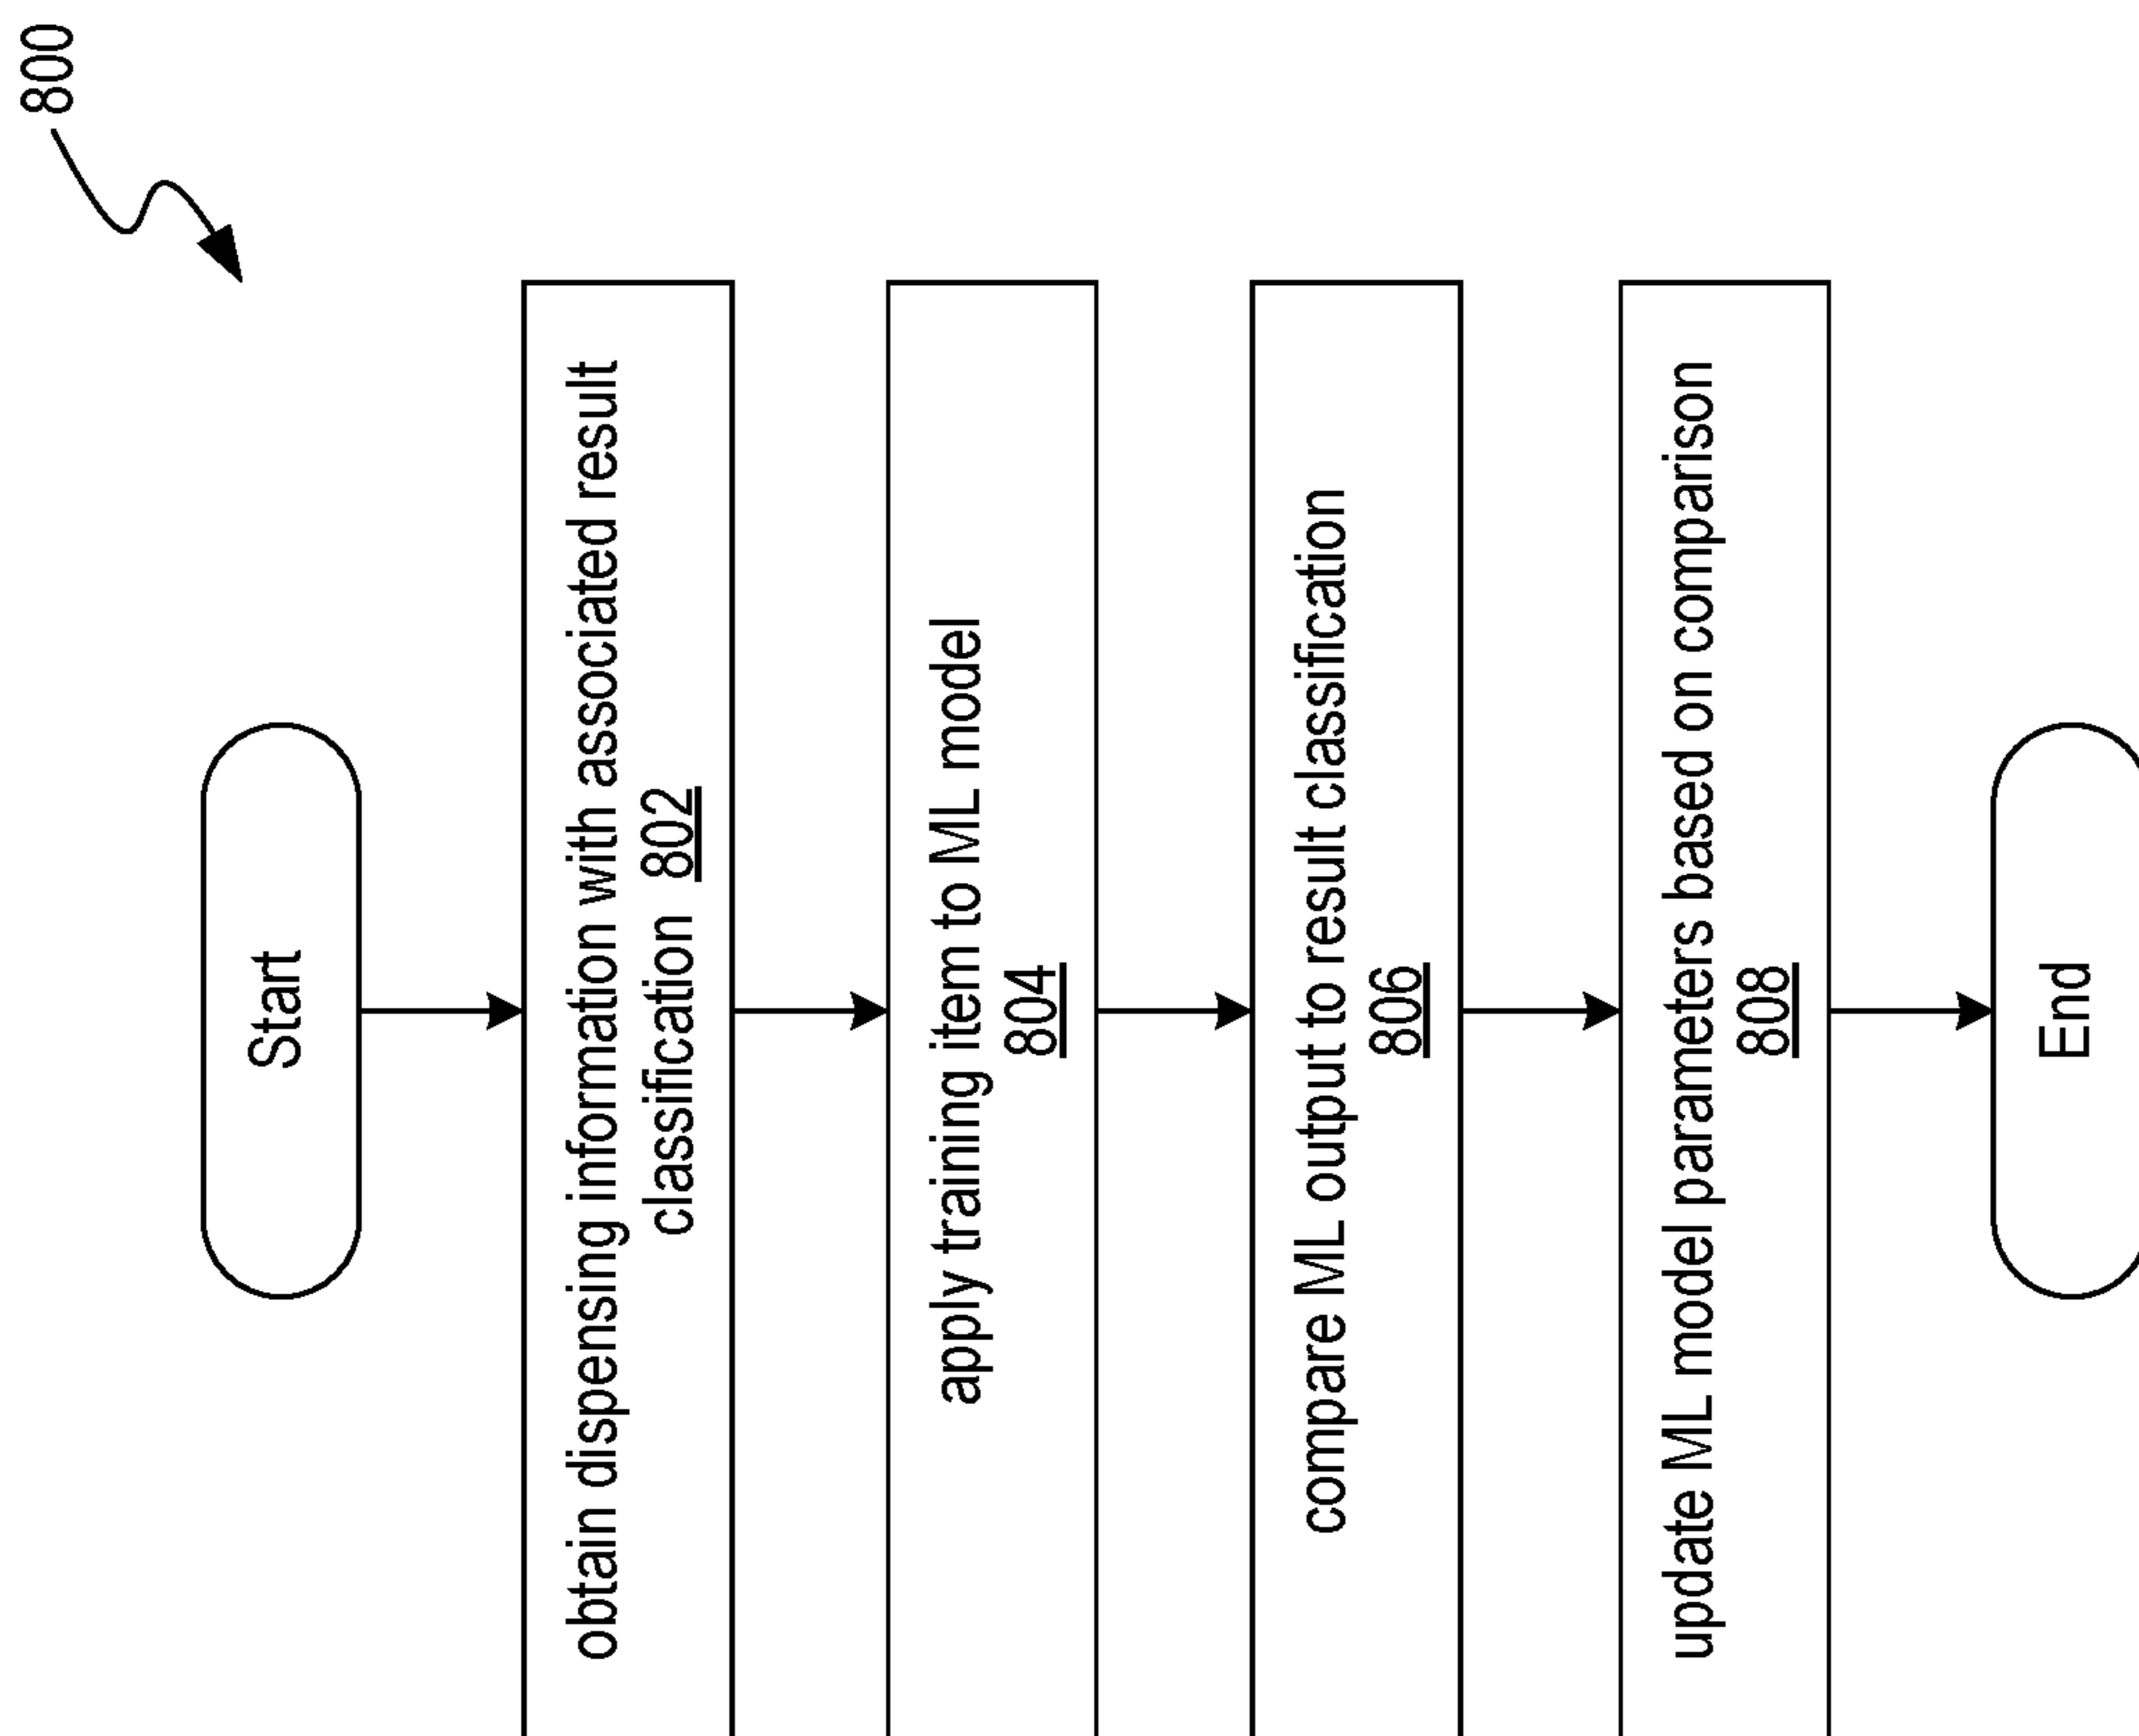 800
Start
obtain dispensing information with associated result
classification 802
apply training item to ML model
804
compare ML output to result classification
806
update ML model parameters based on comparison
808
End